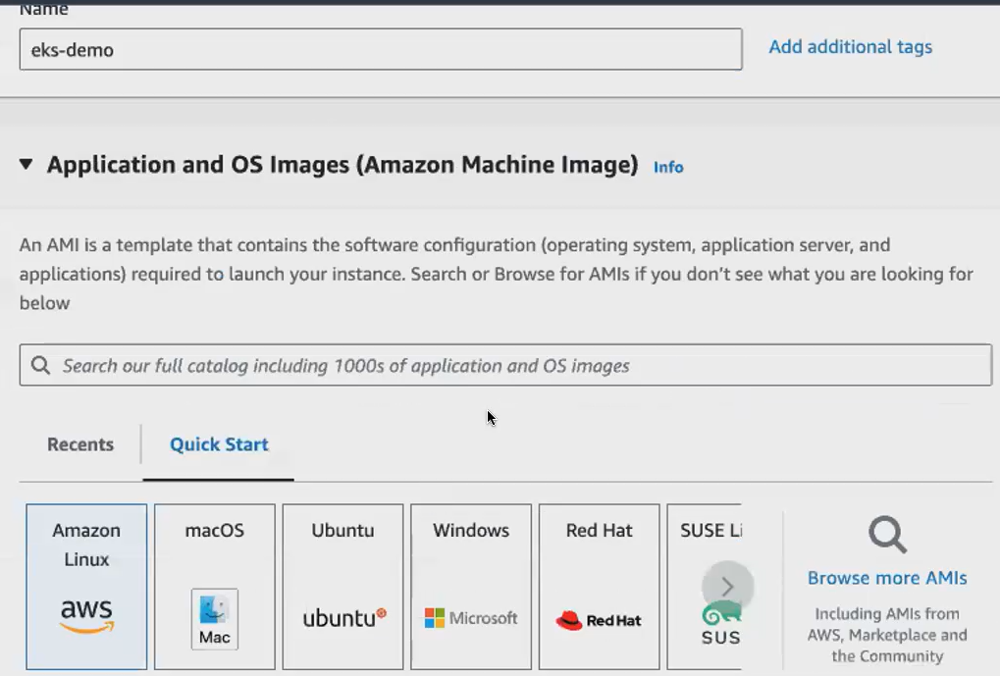 Name
eks-demo
Add additional tags
Application and OS Images (Amazon Machine Image) Info
An AMI is a template that contains the software configuration (operating system, application server, and
applications) required to launch your instance. Search or Browse for AMIs if you don't see what you are looking for
below
Search our full catalog including 1000s of application and OS images
Recents
Quick Start
Amazon
Linux
aws
macOS
Mac
Ubuntu
ubuntu
Windows
Microsoft
Red Hat
RedHat
SUSE Li
SUS
Browse more AMIs
Including AMIs from
AWS, Marketplace and
the Community